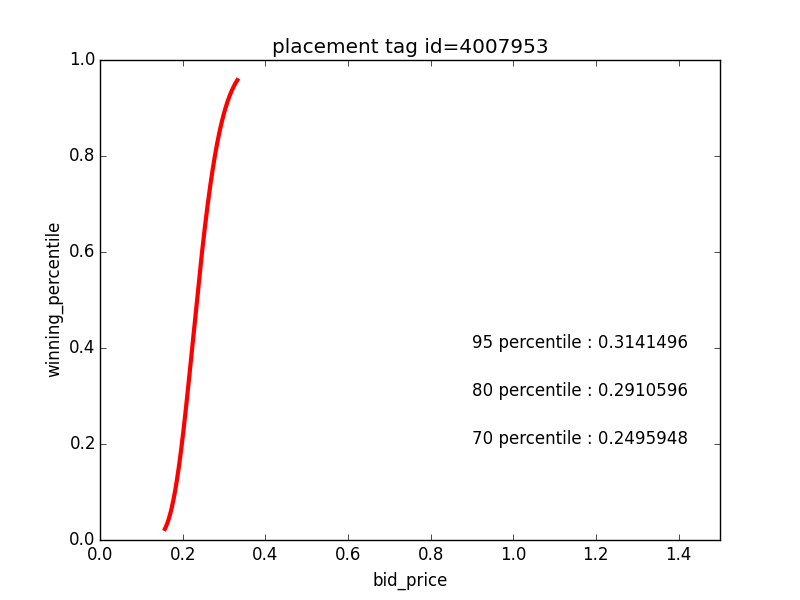 placement tag id=4007953
1.0
0.8
0.6
0.4
0.2
0.0
winning_percentile
95 percentile : 0.3141496
80 percentile : 0.2910596
70 percentile : 0.2495948
0.0 0.2 0.4 0.6 0.8 1.0 1.2 1.4
bid_price